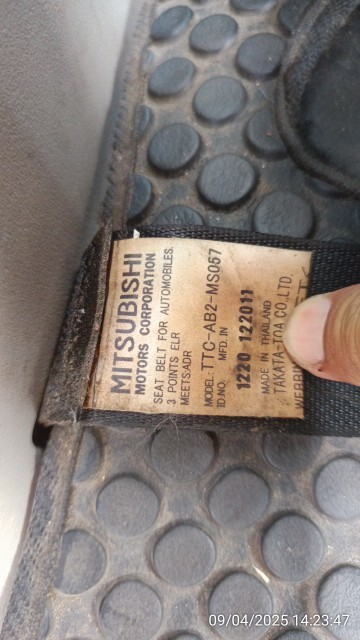 MITSUBISHI
MOTORS CORPORATION
SEAT BELT FOR AUTOMOBILES.
3 POINTS ELR
MEETS:ADR
MODEL: TTC-AB2-MS057
ID.NO. MFD.IN
1220 122011
MADE IN THAILAND
TAKATA-TOA CO.,LTD.
09/04/2025 14:23:47